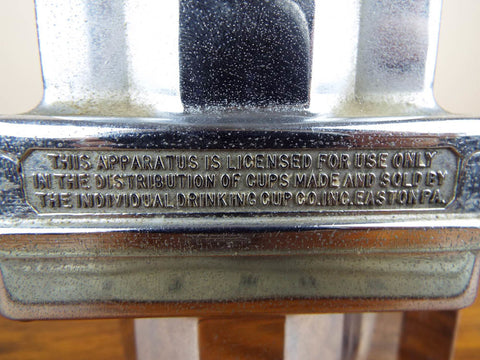 THIS APPARATUS IS LICENSED FOR USE ONLY
IN THE DISTRIBUTION OF CUPS MADE AND SOLD BY
THE INDIVIDUAL DRINKING CUP CO. INC. EASTON PA.